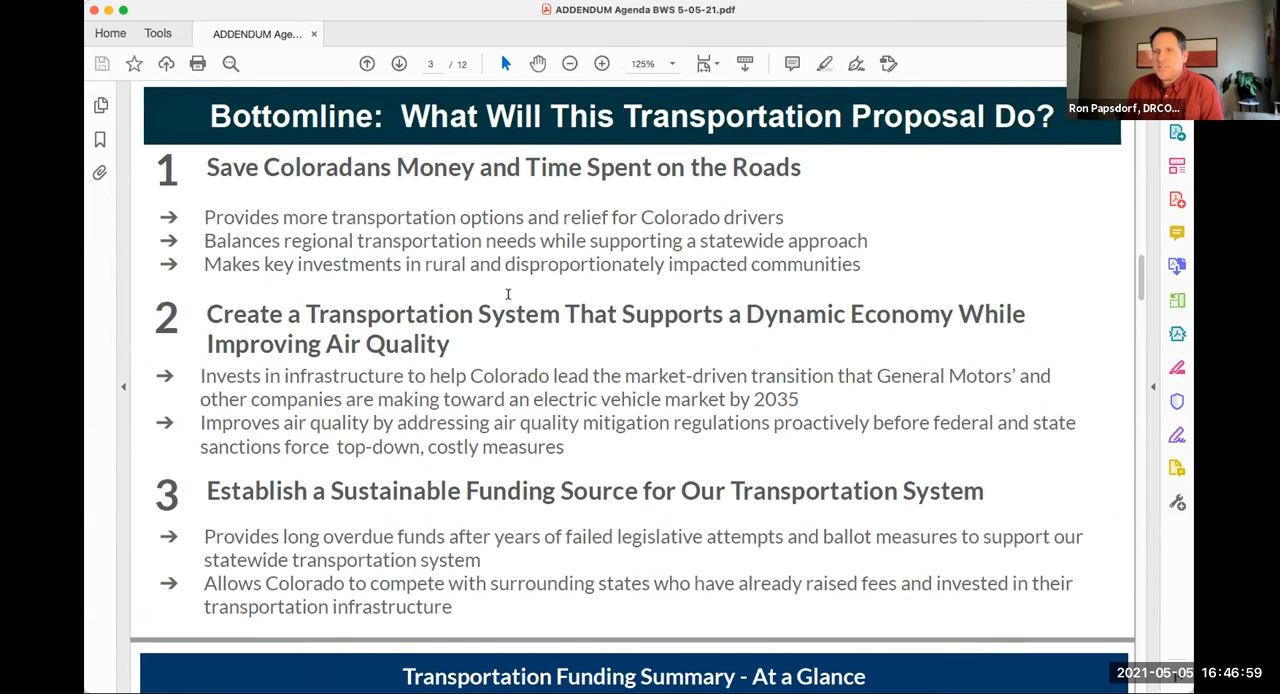 ADDENDUM Agenda BWS 5-05-21.pdf
Home Tools ADDENDUM Age... ×
3 / 12 125%
Ron Papsdorf, DRCO...
Bottomline: What Will This Transportation Proposal Do?
1 Save Coloradans Money and Time Spent on the Roads
→ Provides more transportation options and relief for Colorado drivers
→ Balances regional transportation needs while supporting a statewide approach
→ Makes key investments in rural and disproportionately impacted communities
2 Create a Transportation System That Supports a Dynamic Economy While
Improving Air Quality
→ Invests in infrastructure to help Colorado lead the market-driven transition that General Motors' and
other companies are making toward an electric vehicle market by 2035
→ Improves air quality by addressing air quality mitigation regulations proactively before federal and state
sanctions force top-down, costly measures
3 Establish a Sustainable Funding Source for Our Transportation System
→ Provides long overdue funds after years of failed legislative attempts and ballot measures to support our
statewide transportation system
→ Allows Colorado to compete with surrounding states who have already raised fees and invested in their
transportation infrastructure
Transportation Funding Summary - At a Glance
2021-05-05 16:46:59